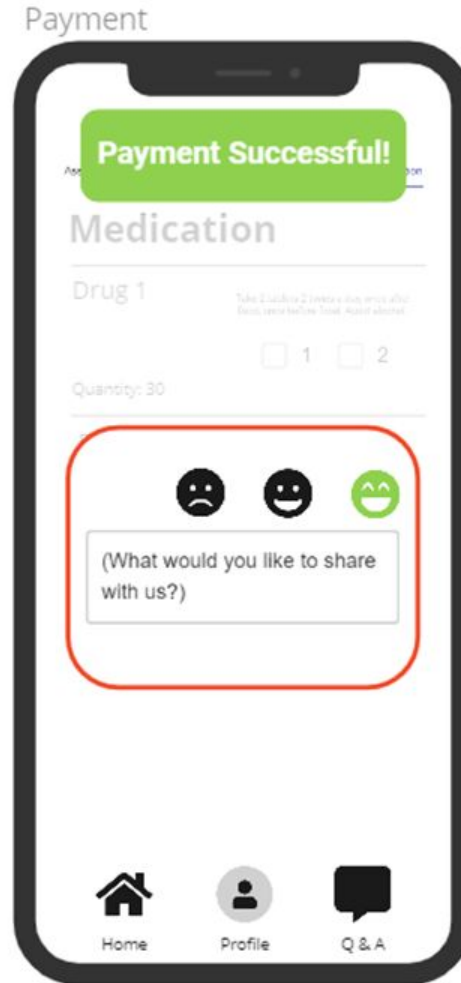 Payment
Payment Successful!
Medication
Drug 1
1
2
Quantity: 30
(What would you like to share
with us?)
Home
Profile
Q & A